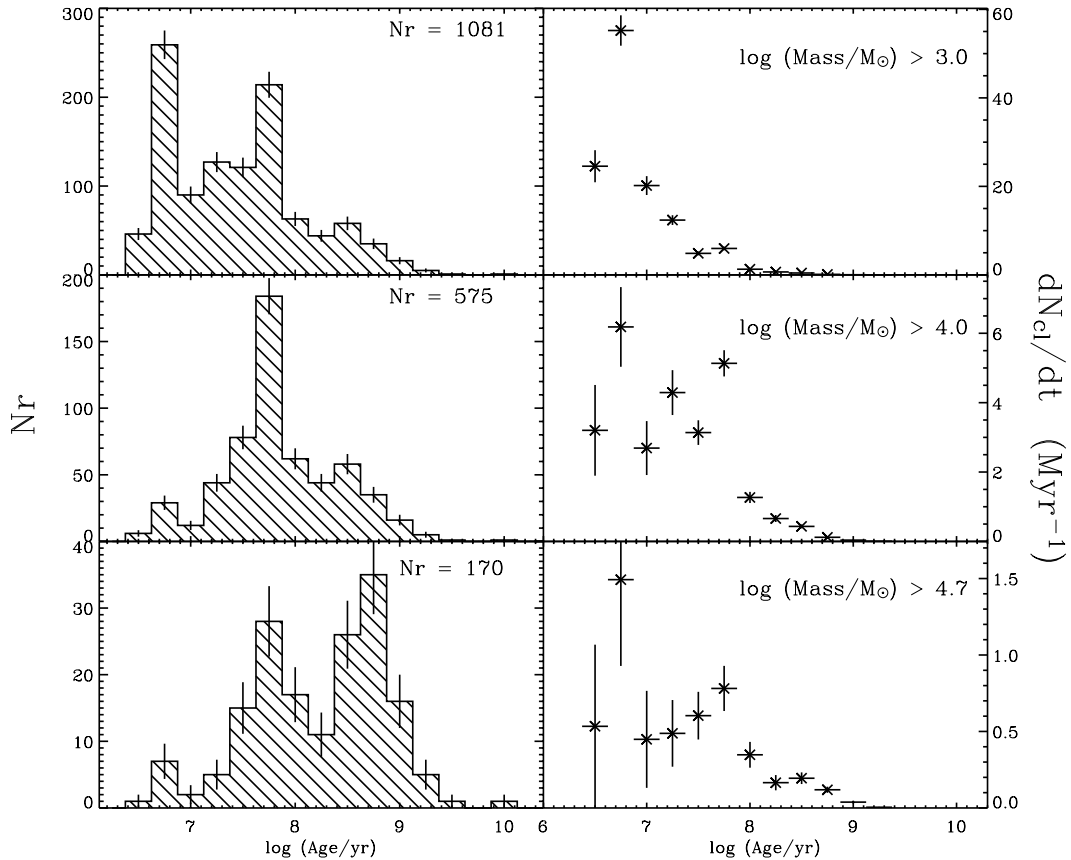 300
200
100
0
Nr = 1081
log (Mass/M☉) > 3.0
60
40
20
0
200
150
100
50
0
Nr = 575
log (Mass/M☉) > 4.0
6
4
2
0
Nr
dNcl/dt (Myr⁻¹)
40
30
20
10
0
Nr = 170
log (Mass/M☉) > 4.7
1.5
1.0
0.5
0.0
7 8 9 10
6 7 8 9 10
log (Age/yr)
log (Age/yr)